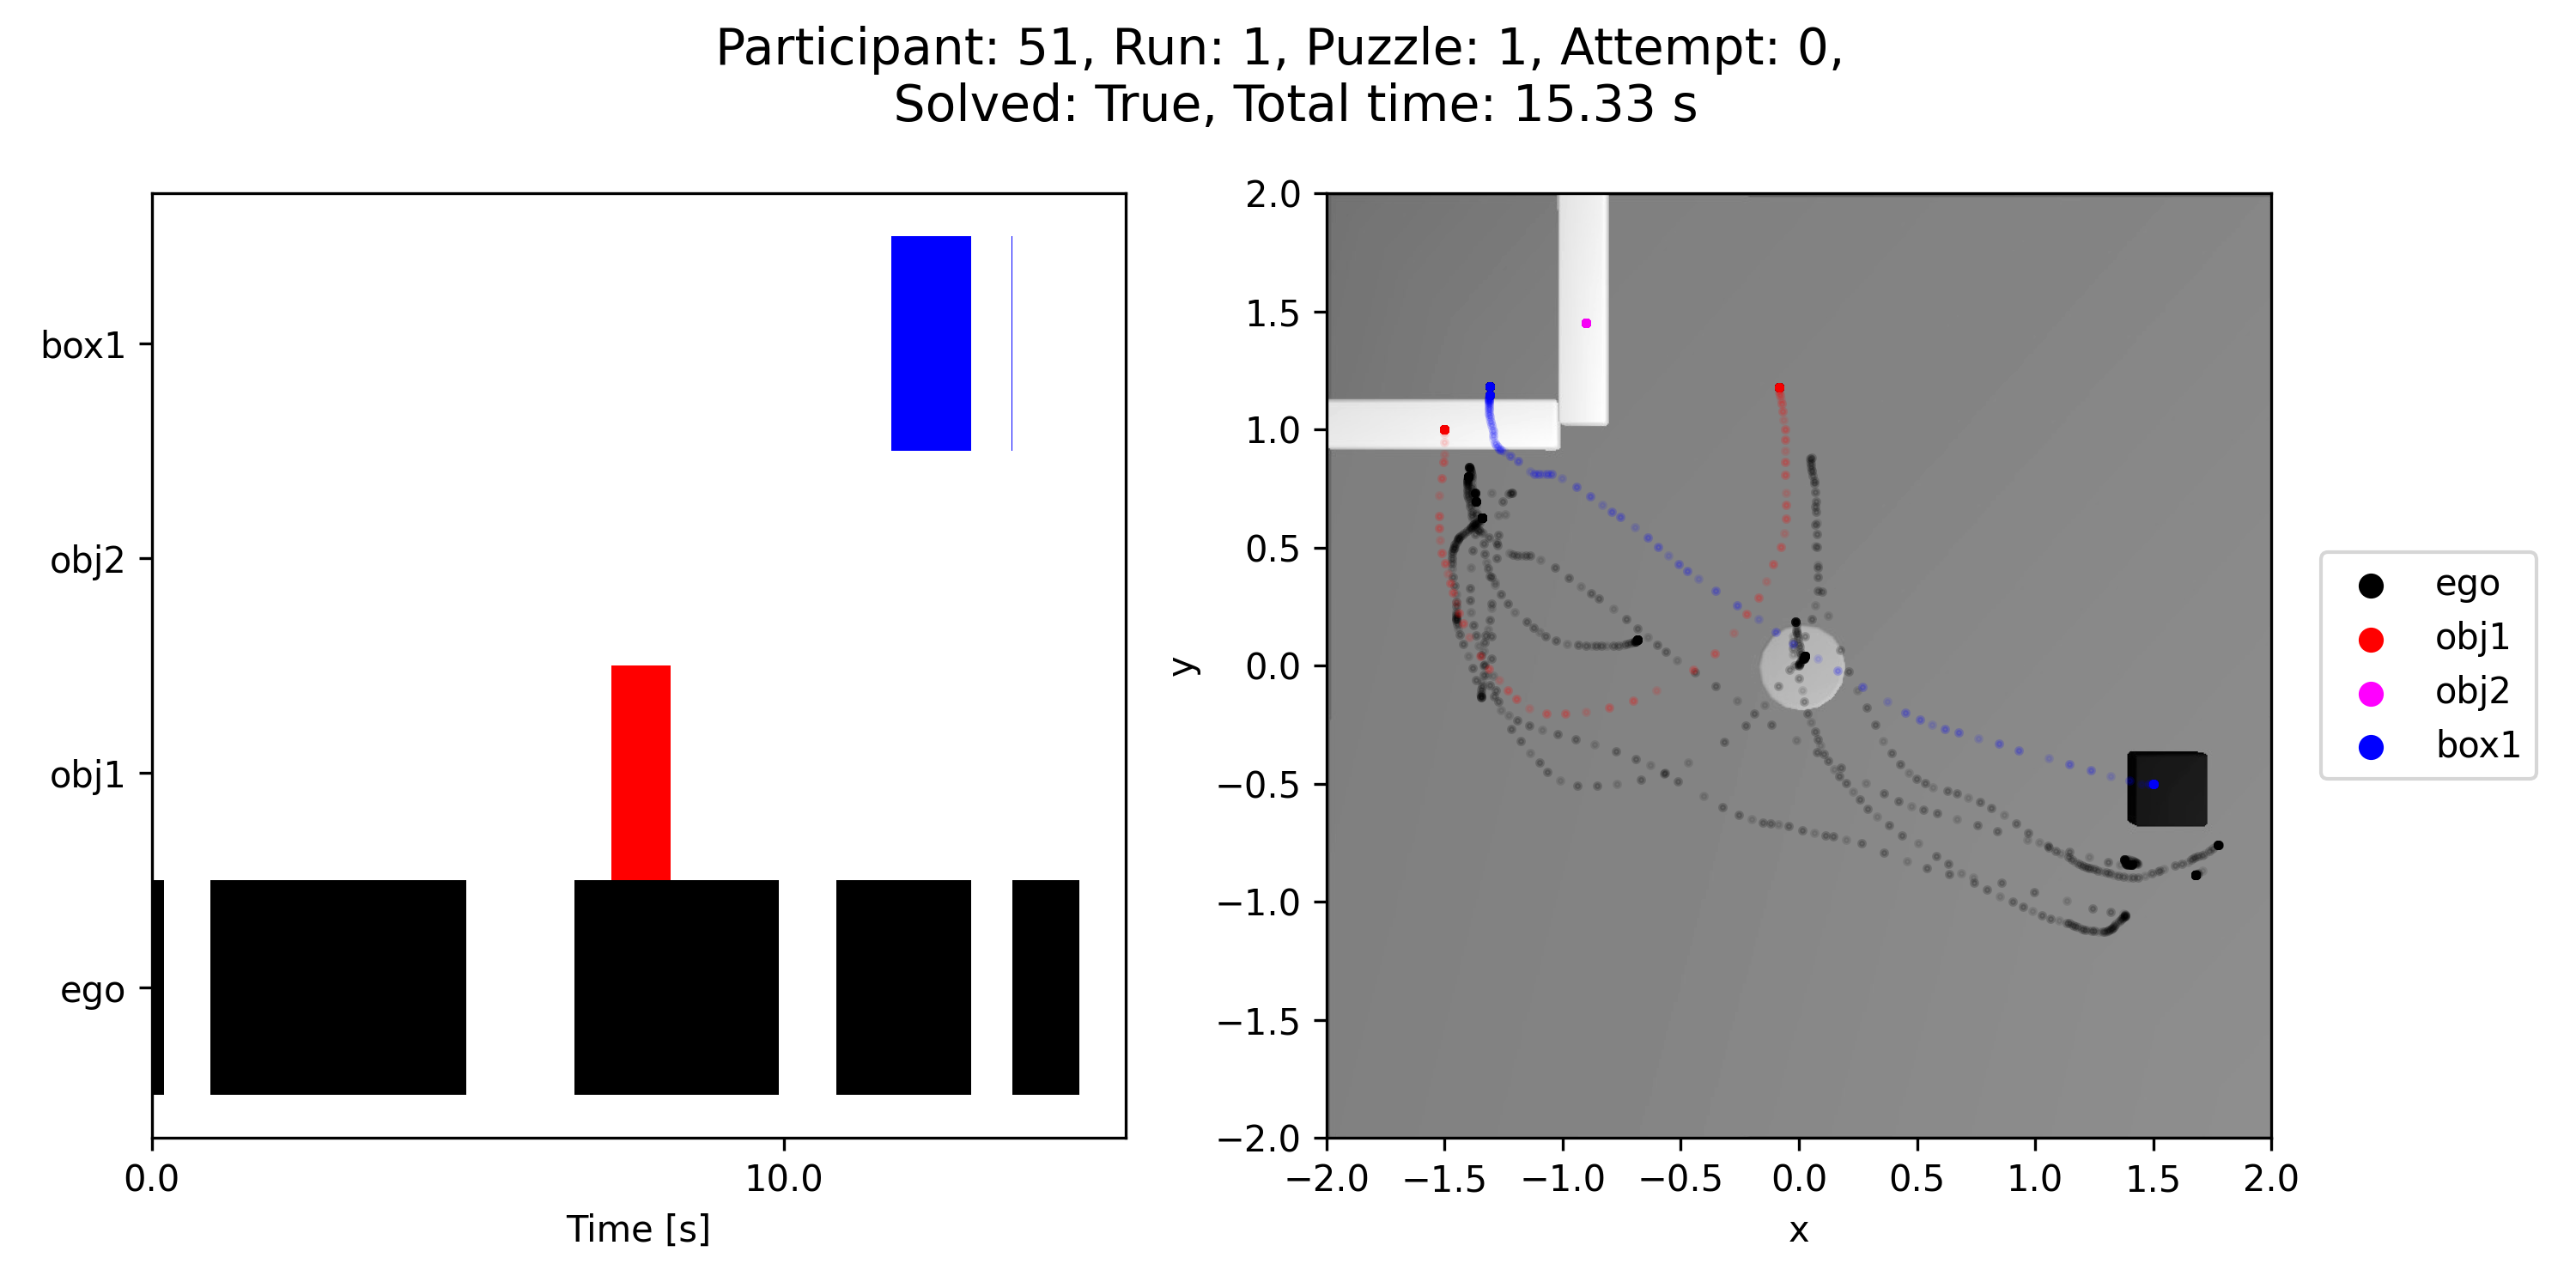 Participant: 51, Run: 1, Puzzle: 1, Attempt: 0,
Solved: True, Total time: 15.33 s
box1
obj2
obj1
ego
0.0
10.0
Time [s]
2.0
1.5
1.0
0.5
0.0
−0.5
−1.0
−1.5
−2.0
y
−2.0
−1.5
−1.0
−0.5
0.0
0.5
1.0
1.5
2.0
x
ego
obj1
obj2
box1